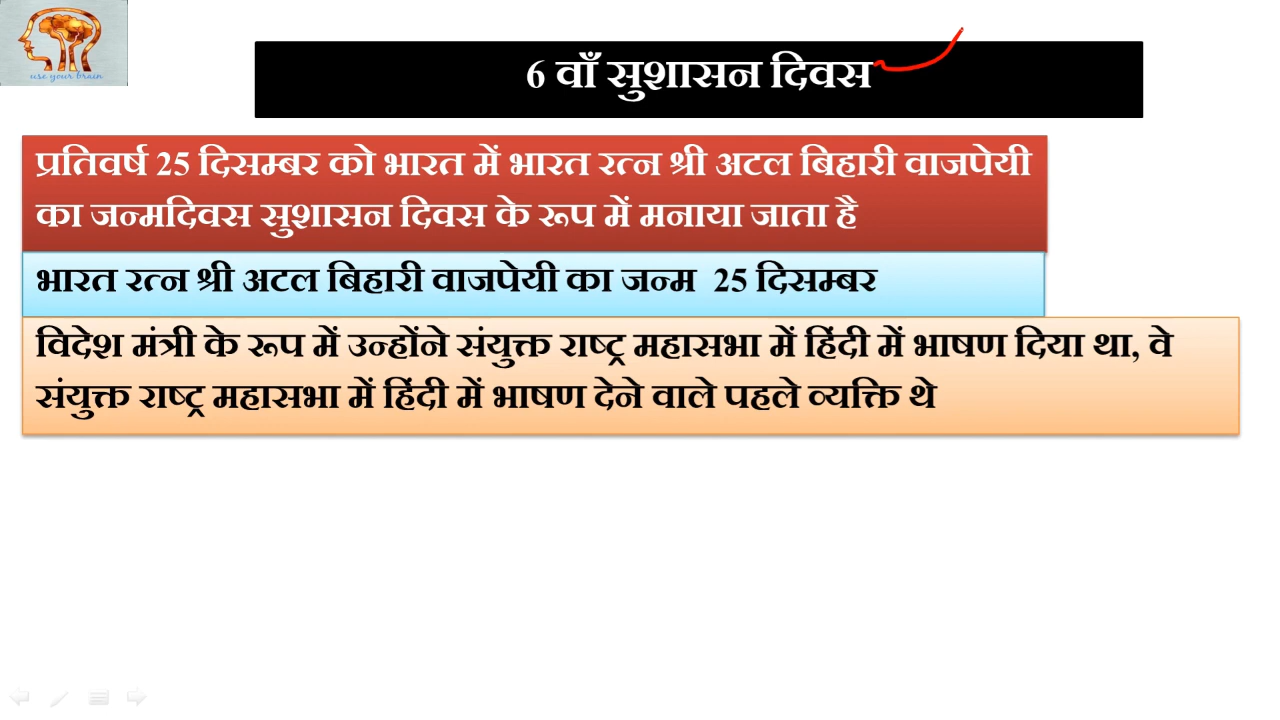 use your brain
6 वाँ सुशासन दिवस
प्रतिवर्ष 25 दिसम्बर को भारत में भारत रत्न श्री अटल बिहारी वाजपेयी
का जन्मदिवस सुशासन दिवस के रूप में मनाया जाता है
भारत रत्न श्री अटल बिहारी वाजपेयी का जन्म 25 दिसम्बर
विदेश मंत्री के रूप में उन्होंने संयुक्त राष्ट्र महासभा में हिंदी में भाषण दिया था, वे
संयुक्त राष्ट्र महासभा में हिंदी में भाषण देने वाले पहले व्यक्ति थे